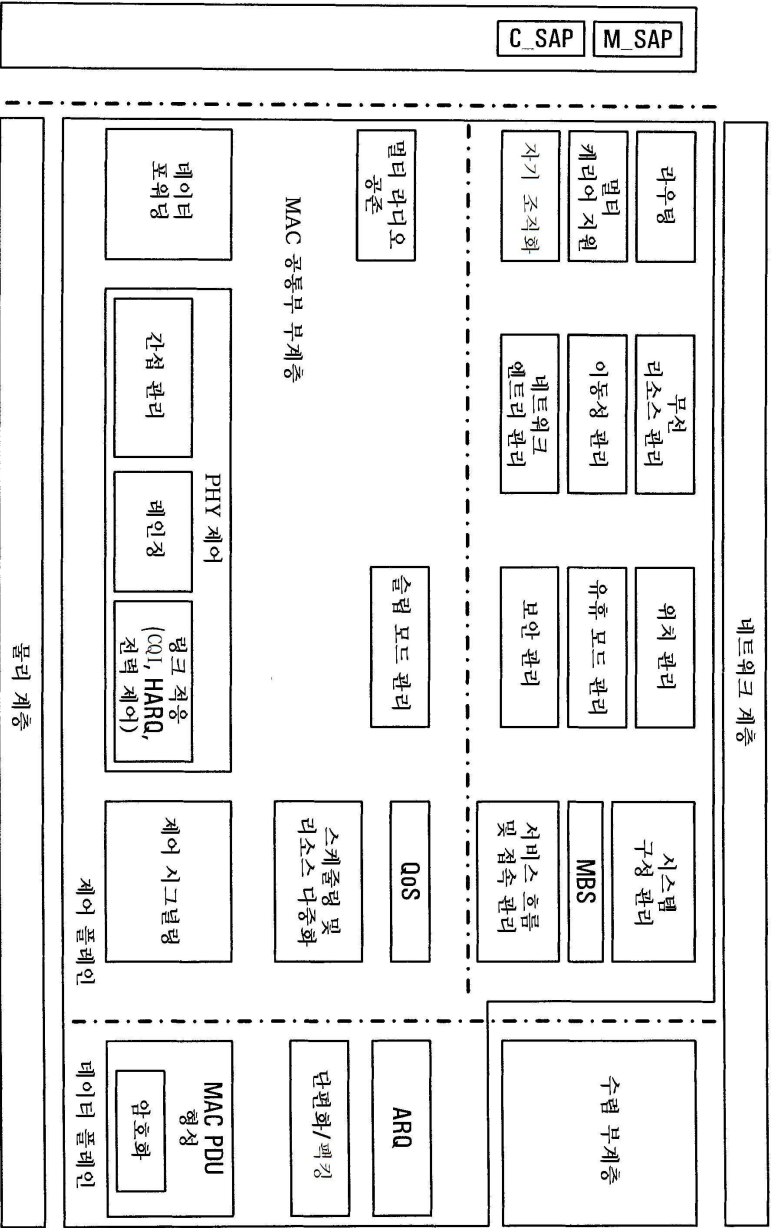 네트워크 계층
C_SAP
M_SAP
라우팅
무선
리소스 관리
위치 관리
시스템
구성 관리
수렴 부계층
멀티
캐리어 지원
이동성 관리
유휴 모드 관리
MBS
자기 조직화
네트워크
엔트리 관리
보안 관리
서비스 흐름
및 접속 관리
멀티 라디오
공존
슬립 모드 관리
QoS
ARQ
MAC 공통부 부계층
스케줄링 및
리소스 다중화
단편화/팩킹
데이터
포워딩
PHY 제어
간섭 관리
레인징
링크 적응
(CQI, HARQ,
전력 제어)
제어 시그널링
MAC PDU
형성
암호화
제어 플레인
데이터 플레인
물리 계층